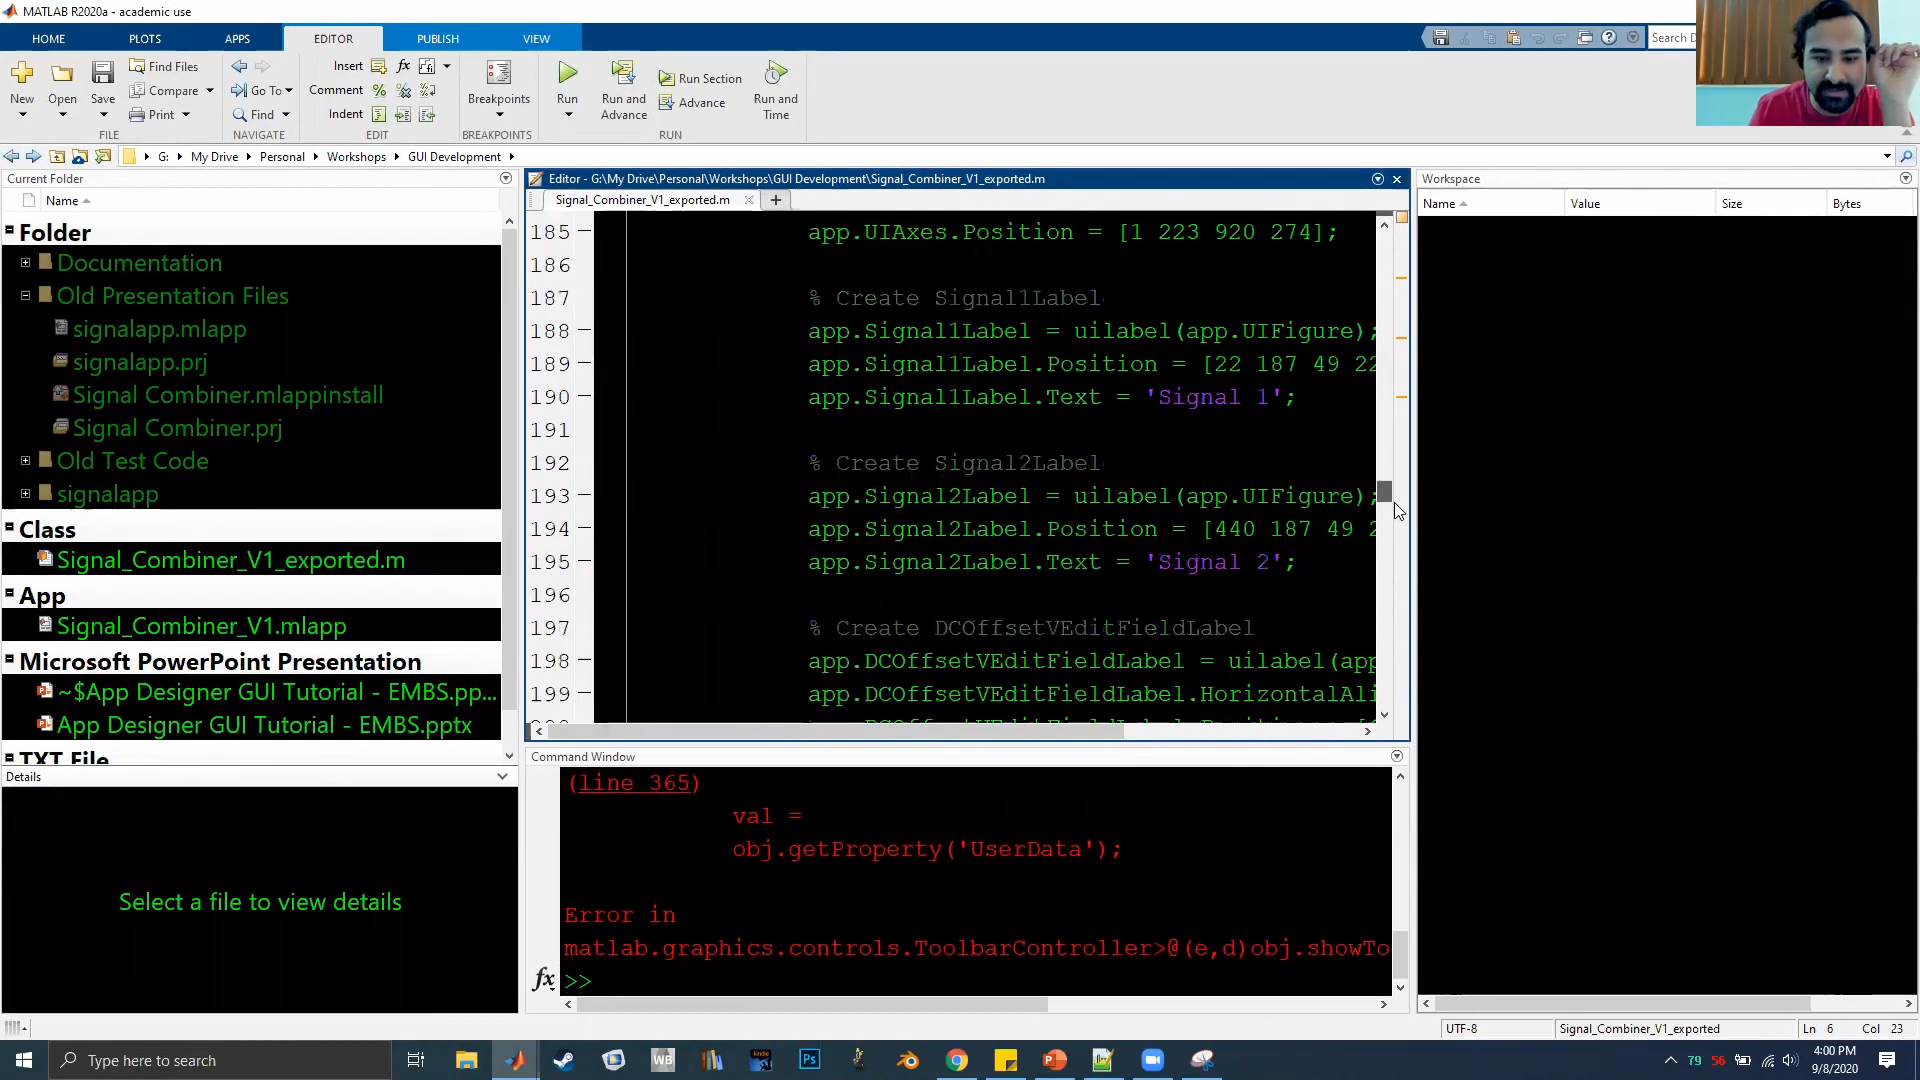 MATLAB R2020a - academic use
HOME PLOTS APPS EDITOR PUBLISH VIEW
Search D
New Open Save
Find Files
Compare
Print
FILE
Go To
Find
NAVIGATE
Insert
Comment
Indent
EDIT
Breakpoints
BREAKPOINTS
Run
Run and Advance
Run Section
Advance
Run and Time
RUN
G: My Drive Personal Workshops GUI Development
Current Folder
Name
Folder
Documentation
Old Presentation Files
signalapp.mlapp
signalapp.prj
Signal Combiner.mlappinstall
Signal Combiner.prj
Old Test Code
signalapp
Class
Signal_Combiner_V1_exported.m
App
Signal_Combiner_V1.mlapp
Microsoft PowerPoint Presentation
~$App Designer GUI Tutorial - EMBS.pp...
App Designer GUI Tutorial - EMBS.pptx
TXT File
Details
Select a file to view details
Editor - G:\My Drive\Personal\Workshops\GUI Development\Signal_Combiner_V1_exported.m
Signal_Combiner_V1_exported.m
185 app.UIAxes.Position = [1 223 920 274];
186
187 % Create Signal1Label
188 app.Signal1Label = uilabel(app.UIFigure);
189 app.Signal1Label.Position = [22 187 49 22
190 app.Signal1Label.Text = 'Signal 1';
191
192 % Create Signal2Label
193 app.Signal2Label = uilabel(app.UIFigure);
194 app.Signal2Label.Position = [440 187 49 2
195 app.Signal2Label.Text = 'Signal 2';
196
197 % Create DCOffsetVEditFieldLabel
198 app.DCOffsetVEditFieldLabel = uilabel(app
199 app.DCOffsetVEditFieldLabel.HorizontalAli
Command Window
(line 365)
val =
obj.getProperty('UserData');
Error in
matlab.graphics.controls.ToolbarController>@(e,d)obj.showTo
fx >>
Workspace
Name Value Size Bytes
UTF-8 Signal_Combiner_V1_exported Ln 6 Col 23
Type here to search
79 56
4:00 PM
9/8/2020